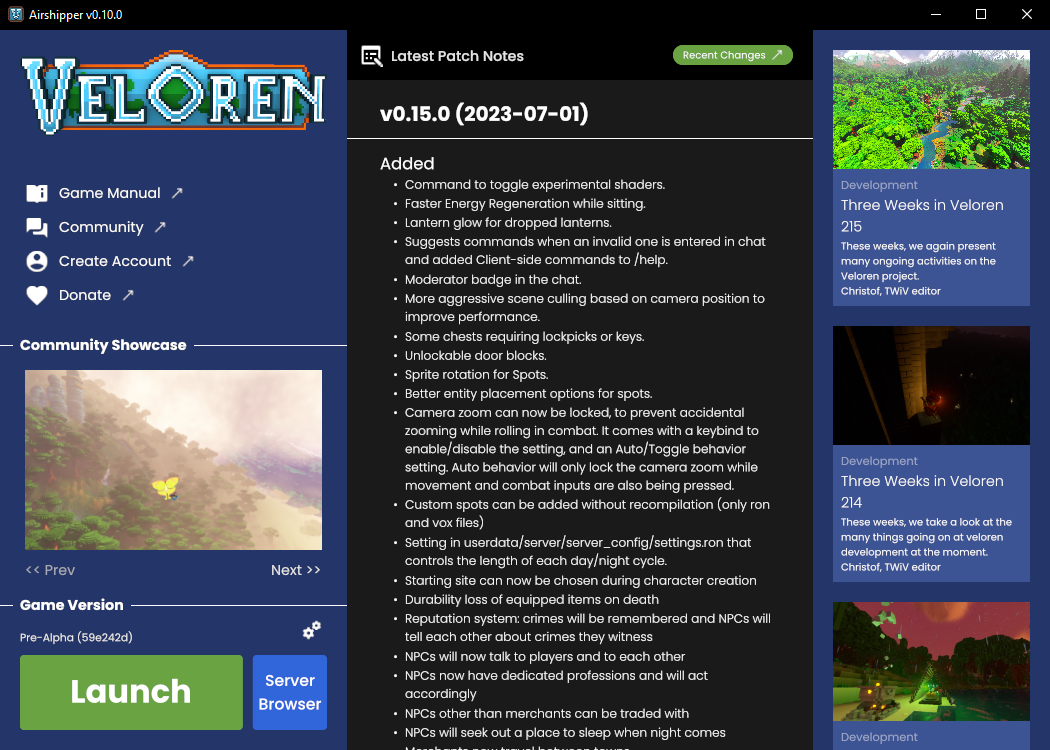 Airshipper v0.10.0
VELOREN
Game Manual
Community
Create Account
Donate
Community Showcase
<< Prev
Next >>
Game Version
Pre-Alpha (59e242d)
Launch
Server
Browser
Latest Patch Notes
Recent Changes
v0.15.0 (2023-07-01)
Added
• Command to toggle experimental shaders.
• Faster Energy Regeneration while sitting.
• Lantern glow for dropped lanterns.
• Suggests commands when an invalid one is entered in chat
and added Client-side commands to /help.
• Moderator badge in the chat.
• More aggressive scene culling based on camera position to
improve performance.
• Some chests requiring lockpicks or keys.
• Unlockable door blocks.
• Sprite rotation for Spots.
• Better entity placement options for spots.
• Camera zoom can now be locked, to prevent accidental
zooming while rolling in combat. It comes with a keybind to
enable/disable the setting, and an Auto/Toggle behavior
setting. Auto behavior will only lock the camera zoom while
movement and combat inputs are also being pressed.
• Custom spots can be added without recompilation (only ron
and vox files)
• Setting in userdata/server/server_config/settings.ron that
controls the length of each day/night cycle.
• Starting site can now be chosen during character creation
• Durability loss of equipped items on death
• Reputation system: crimes will be remembered and NPCs will
tell each other about crimes they witness
• NPCs will now talk to players and to each other
• NPCs now have dedicated professions and will act
accordingly
• NPCs other than merchants can be traded with
• NPCs will seek out a place to sleep when night comes
• Merchants now travel between towns
Development
Three Weeks in Veloren
215
These weeks, we again present
many ongoing activities on the
Veloren project.
Christof, TWiV editor
Development
Three Weeks in Veloren
214
These weeks, we take a look at the
many things going on at veloren
development at the moment.
Christof, TWiV editor
Development